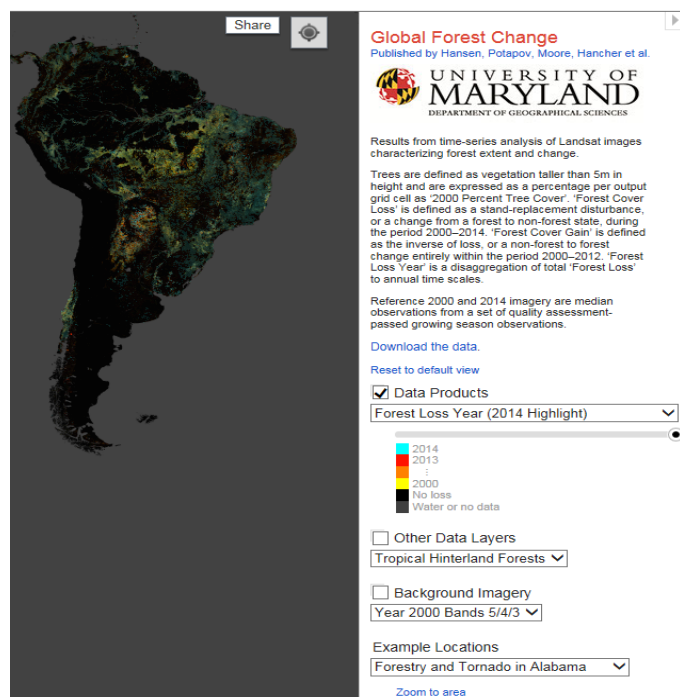 Share
Global Forest Change
Published by Hansen, Potapov, Moore, Hancher et al.
UNIVERSITY OF
MARYLAND
DEPARTMENT OF GEOGRAPHICAL SCIENCES
Results from time-series analysis of Landsat images
characterizing forest extent and change.
Trees are defined as vegetation taller than 5m in
height and are expressed as a percentage per output
grid cell as ‘2000 Percent Tree Cover’. ‘Forest Cover
Loss’ is defined as a stand-replacement disturbance,
or a change from a forest to non-forest state, during
the period 2000–2014. ‘Forest Cover Gain’ is defined
as the inverse of loss, or a non-forest to forest
change entirely within the period 2000–2012. ‘Forest
Loss Year’ is a disaggregation of total ‘Forest Loss’
to annual time scales.
Reference 2000 and 2014 imagery are median
observations from a set of quality assessment-
passed growing season observations.
Download the data.
Reset to default view
Data Products
Forest Loss Year (2014 Highlight)
2014
2013
⋮
2000
No loss
Water or no data
Other Data Layers
Tropical Hinterland Forests
Background Imagery
Year 2000 Bands 5/4/3
Example Locations
Forestry and Tornado in Alabama
Zoom to area